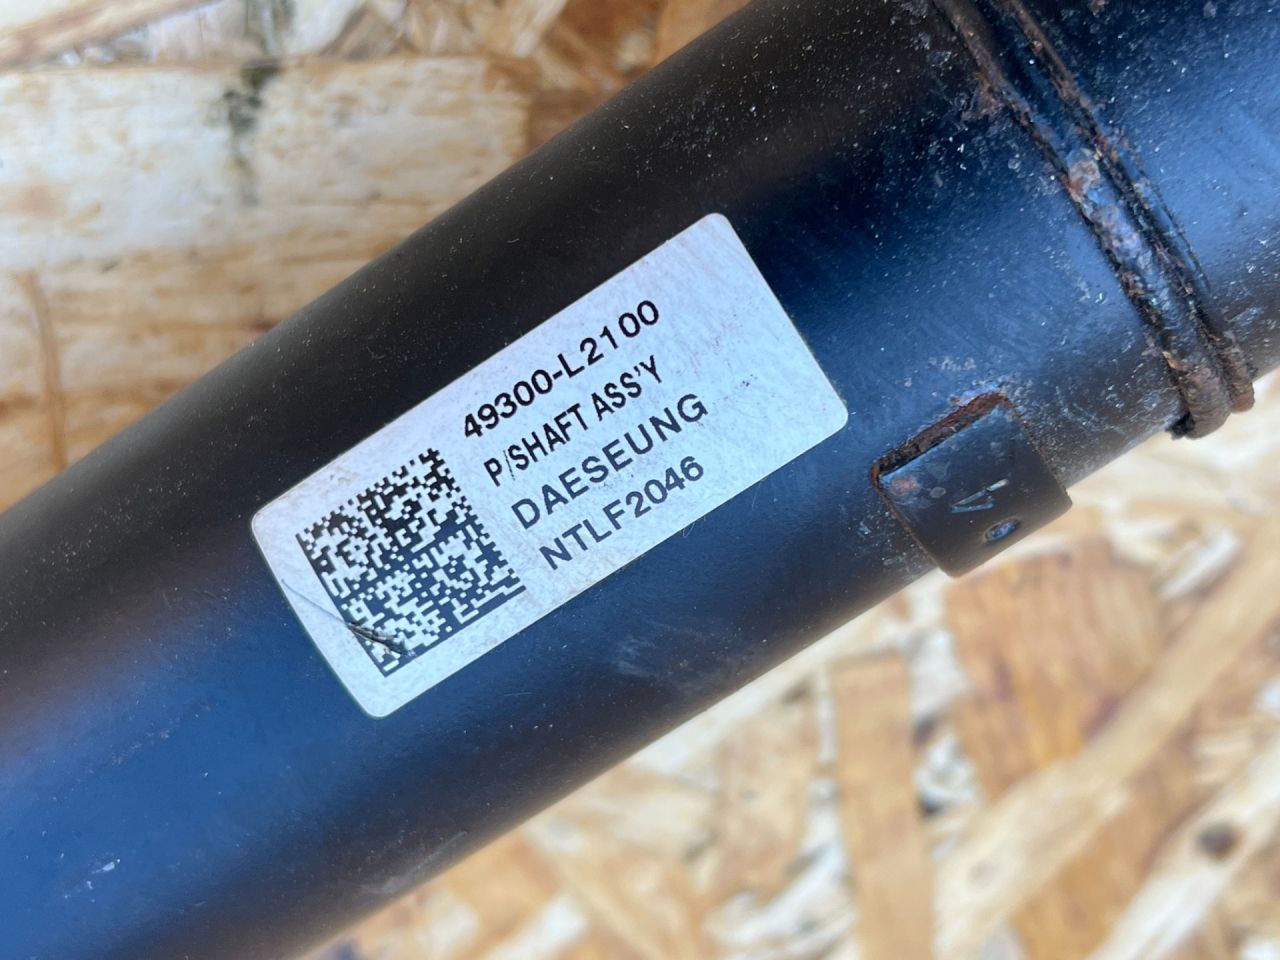 49300-L2100
P/SHAFT ASS'Y
DAESEUNG
NTLF2046